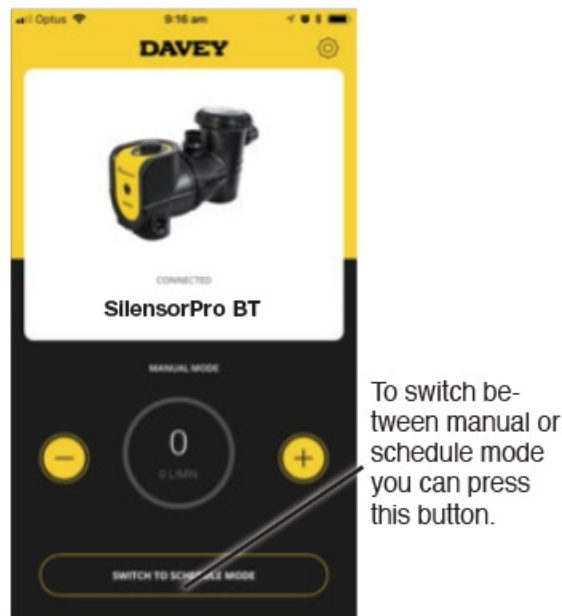 Optus 9:16 am
DAVEY
CONNECTED
SilensorPro BT
MANUAL MODE
0
0 L/MIN
SWITCH TO SCHEDULE MODE
To switch be-
tween manual or
schedule mode
you can press
this button.